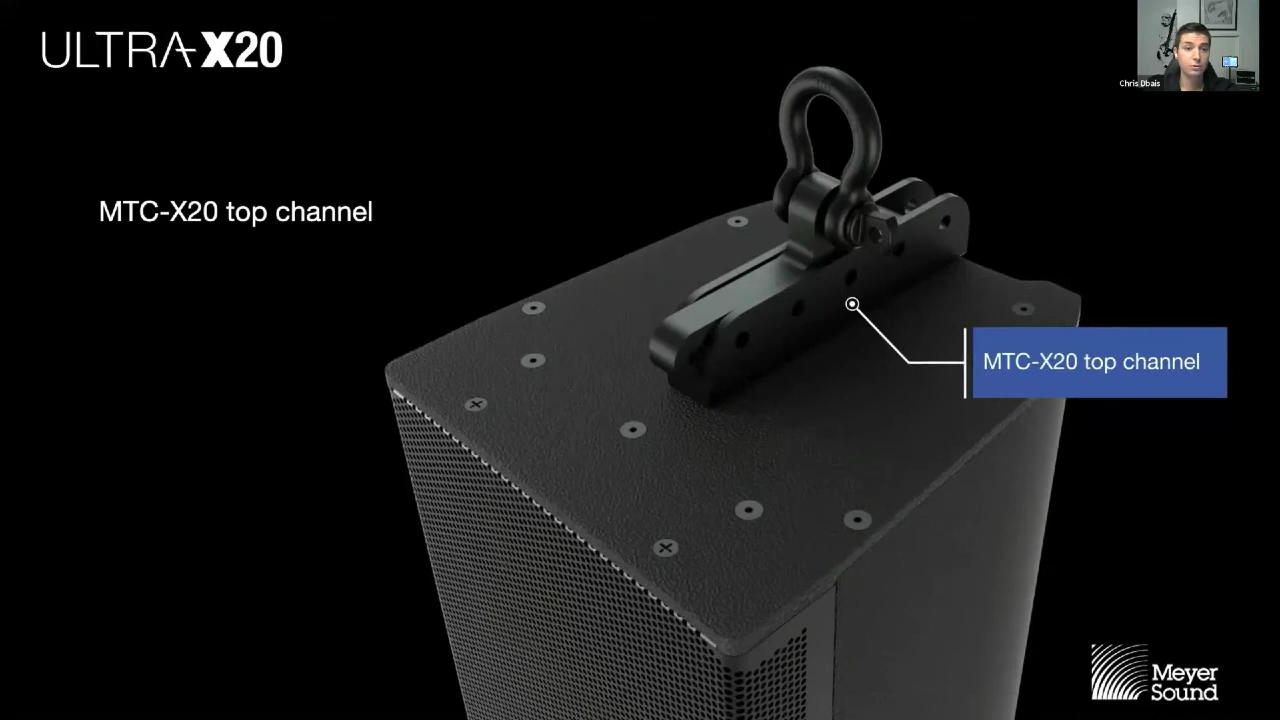 ULTRA-X20
Chris Dbais
MTC-X20 top channel
MTC-X20 top channel
Meyer
Sound